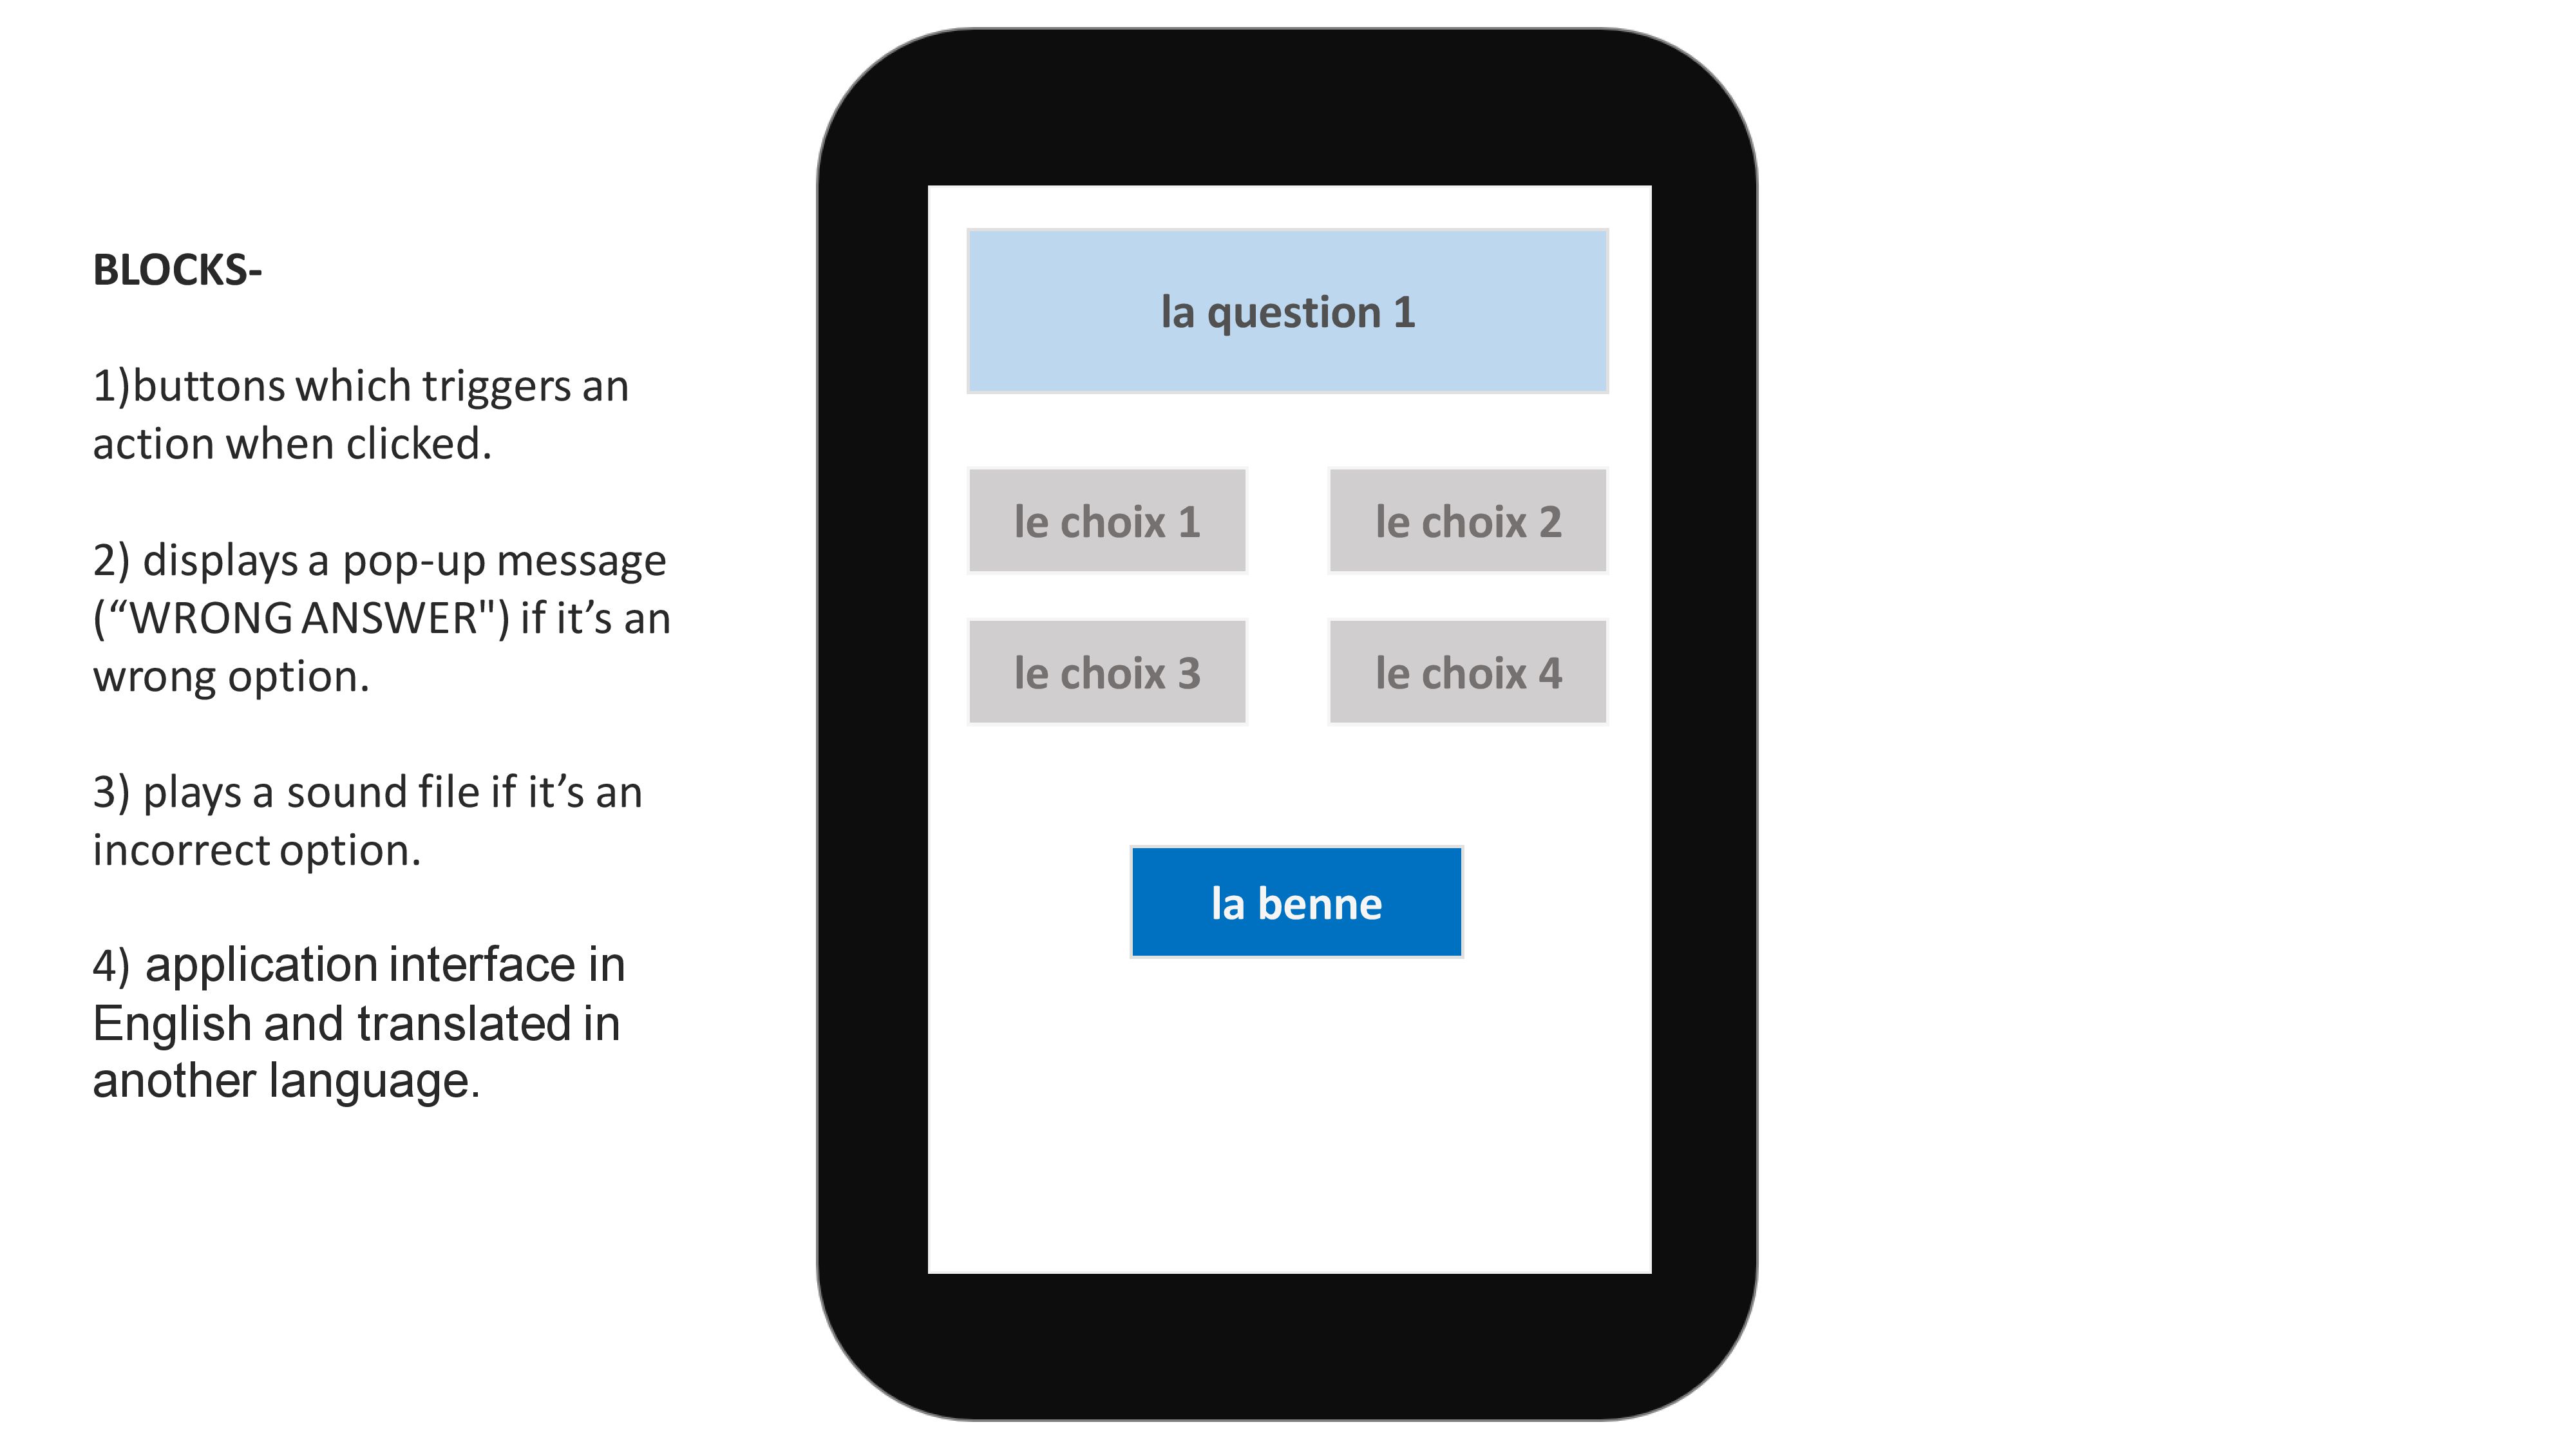 BLOCKS-
1)buttons which triggers an
action when clicked.
2) displays a pop-up message
(“WRONG ANSWER") if it’s an
wrong option.
3) plays a sound file if it’s an
incorrect option.
4) application interface in
English and translated in
another language.
la question 1
le choix 1
le choix 2
le choix 3
le choix 4
la benne